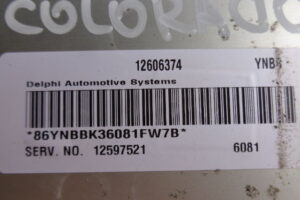 COLORADO
12606374 YNB
Delphi Automotive Systems
*86YNBBK36081FW7B*
SERV. NO. 12597521 6081